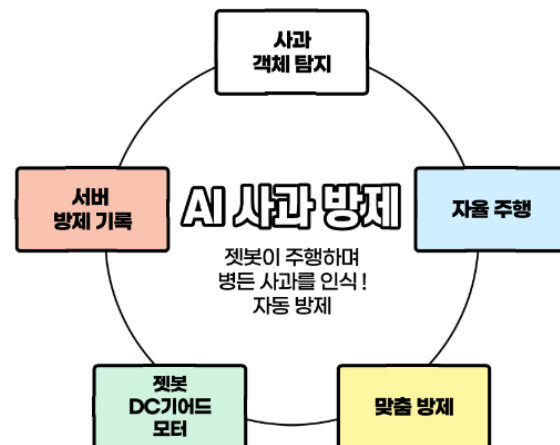 사과
객체 탐지
서버
방제 기록
AI 사과 방제
자율 주행
젯봇이 주행하며
병든 사과를 인식 !
자동 방제
젯봇
DC기어드
모터
맞춤 방제